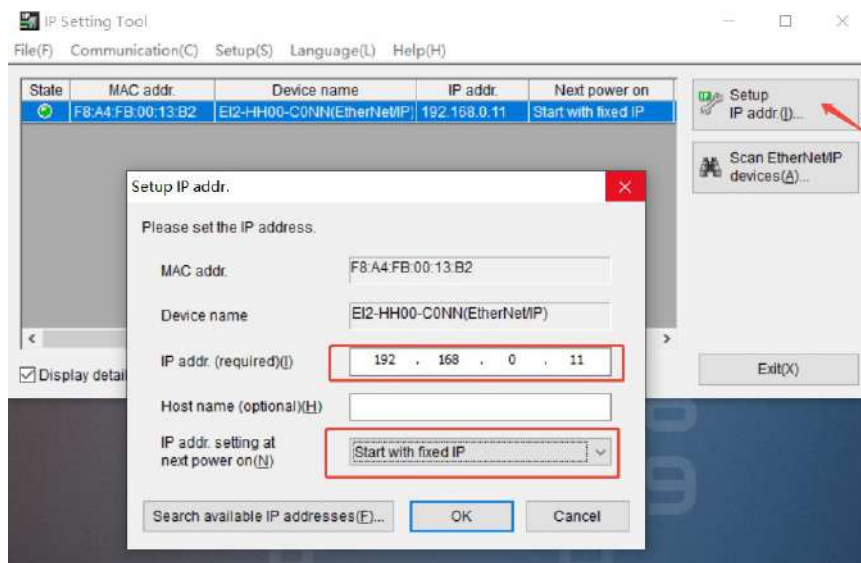 IP Setting Tool
File(F) Communication(C) Setup(S) Language(L) Help(H)
State MAC addr. Device name IP addr. Next power on
F8:A4:FB:00:13:B2 EI2-HH00-C0NN(EtherNet/IP) 192.168.0.11 Start with fixed IP
Setup
IP addr.(I)...
Scan EtherNet/IP
devices(A)...
Setup IP addr.
Please set the IP address.
MAC addr. F8:A4:FB:00:13:B2
Device name EI2-HH00-C0NN(EtherNet/IP)
IP addr. (required)(I) 192 . 168 . 0 . 11
Host name (optional)(H)
IP addr. setting at
next power on(N)
Start with fixed IP
Search available IP addresses(F)... OK Cancel
Display detai
Exit(X)